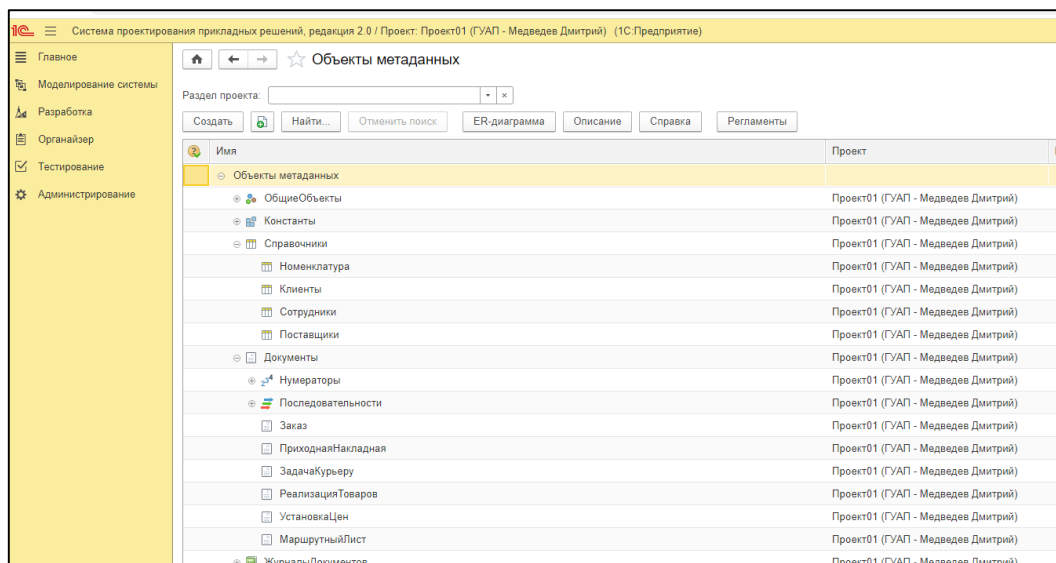 1С Система проектирования прикладных решений, редакция 2.0 / Проект: Проект01 (ГУАП - Медведев Дмитрий) (1С:Предприятие)
Главное
Моделирование системы
Разработка
Органайзер
Тестирование
Администрирование
Объекты метаданных
Раздел проекта:
Создать Найти... Отменить поиск ER-диаграмма Описание Справка Регламенты
Имя Проект
Объекты метаданных
ОбщиеОбъекты Проект01 (ГУАП - Медведев Дмитрий)
Константы Проект01 (ГУАП - Медведев Дмитрий)
Справочники Проект01 (ГУАП - Медведев Дмитрий)
Номенклатура Проект01 (ГУАП - Медведев Дмитрий)
Клиенты Проект01 (ГУАП - Медведев Дмитрий)
Сотрудники Проект01 (ГУАП - Медведев Дмитрий)
Поставщики Проект01 (ГУАП - Медведев Дмитрий)
Документы Проект01 (ГУАП - Медведев Дмитрий)
Нумераторы Проект01 (ГУАП - Медведев Дмитрий)
Последовательности Проект01 (ГУАП - Медведев Дмитрий)
Заказ Проект01 (ГУАП - Медведев Дмитрий)
ПриходнаяНакладная Проект01 (ГУАП - Медведев Дмитрий)
ЗадачаКурьеру Проект01 (ГУАП - Медведев Дмитрий)
РеализацияТоваров Проект01 (ГУАП - Медведев Дмитрий)
УстановкаЦен Проект01 (ГУАП - Медведев Дмитрий)
МаршрутныйЛист Проект01 (ГУАП - Медведев Дмитрий)
ЖурналыДокументов Проект01 (ГУАП - Медведев Дмитрий)